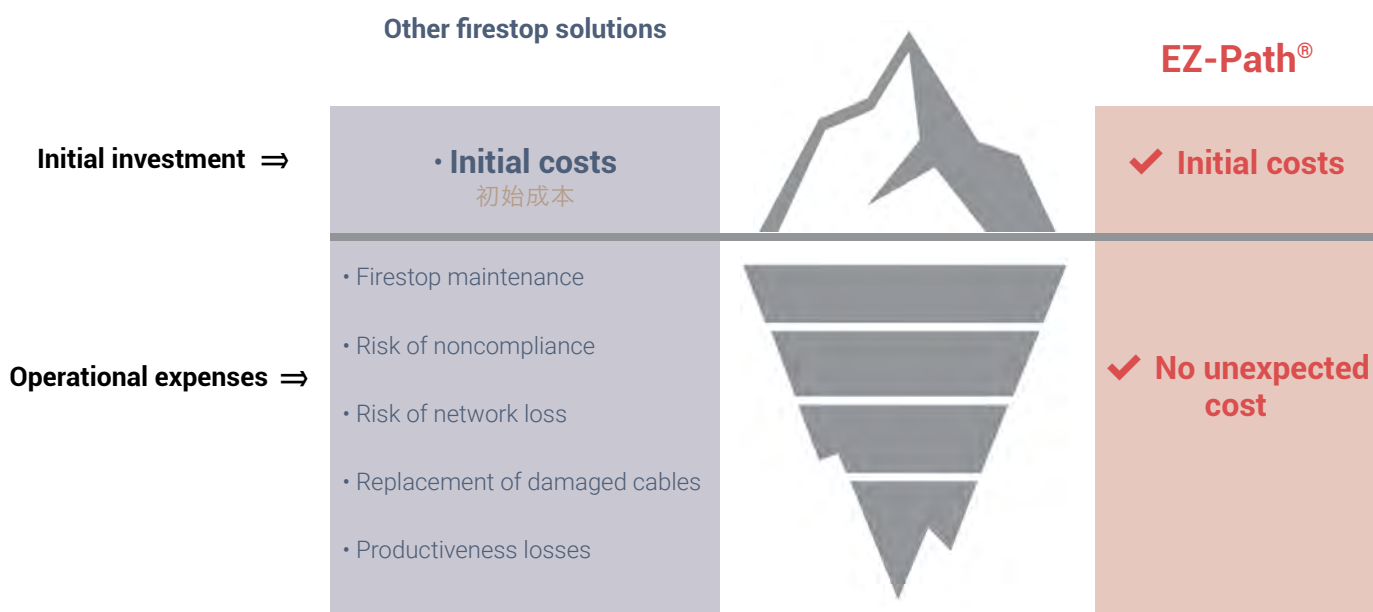 Other firestop solutions
EZ-Path®
Initial investment ⇒
• Initial costs
初始成本
✓ Initial costs
• Firestop maintenance
• Risk of noncompliance
Operational expenses ⇒
• Risk of network loss
• Replacement of damaged cables
• Productiveness losses
✓ No unexpected
cost